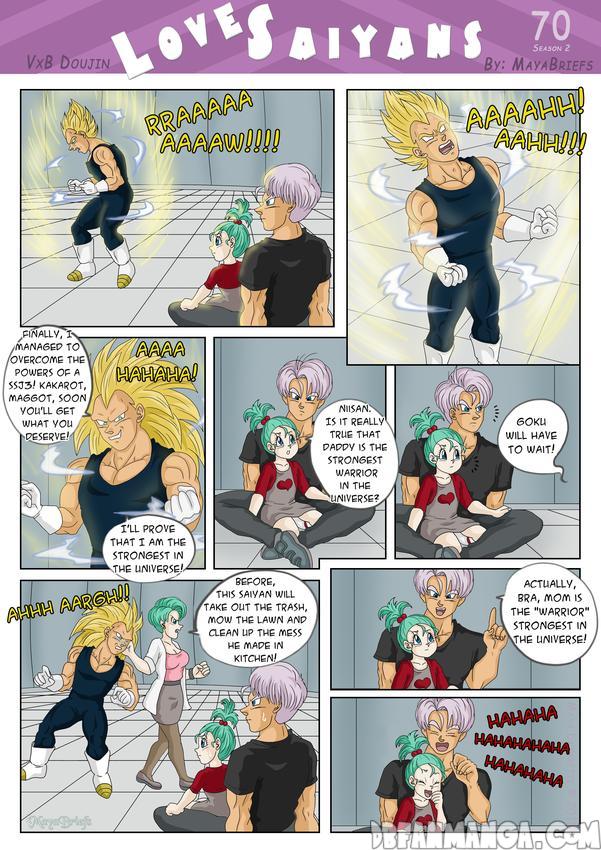 LOVE SAIYANS
70
SEASON 2
VXB DOUJIN
BY: MAYABRIEFS
RRAAAAA
AAAAW!!!!
AAAAHH!
AAHH!!!
FINALLY, I
MANAGED TO
OVERCOME THE
POWERS OF A
SSJ3! KAKAROT,
MAGGOT, SOON
YOU'LL GET
WHAT YOU
DESERVE!
AAAA
HAHAHA!
I'LL PROVE
THAT I AM THE
STRONGEST IN
THE UNIVERSE!
NIISAN.
IS IT REALLY
TRUE THAT
DADDY IS THE
STRONGEST
WARRIOR
IN THE
UNIVERSE?
GOKU
WILL HAVE
TO WAIT!
AHHH AARGH!!
BEFORE,
THIS SAIYAN WILL
TAKE OUT THE TRASH,
MOW THE LAWN AND
CLEAN UP THE MESS
HE MADE IN
KITCHEN!
ACTUALLY,
BRA, MOM IS
THE "WARRIOR"
STRONGEST IN
THE UNIVERSE!
HAHAHA
HAHAHAHAHA
HAHAHAHA
MayaBriefs
DBFANMANGA.COM